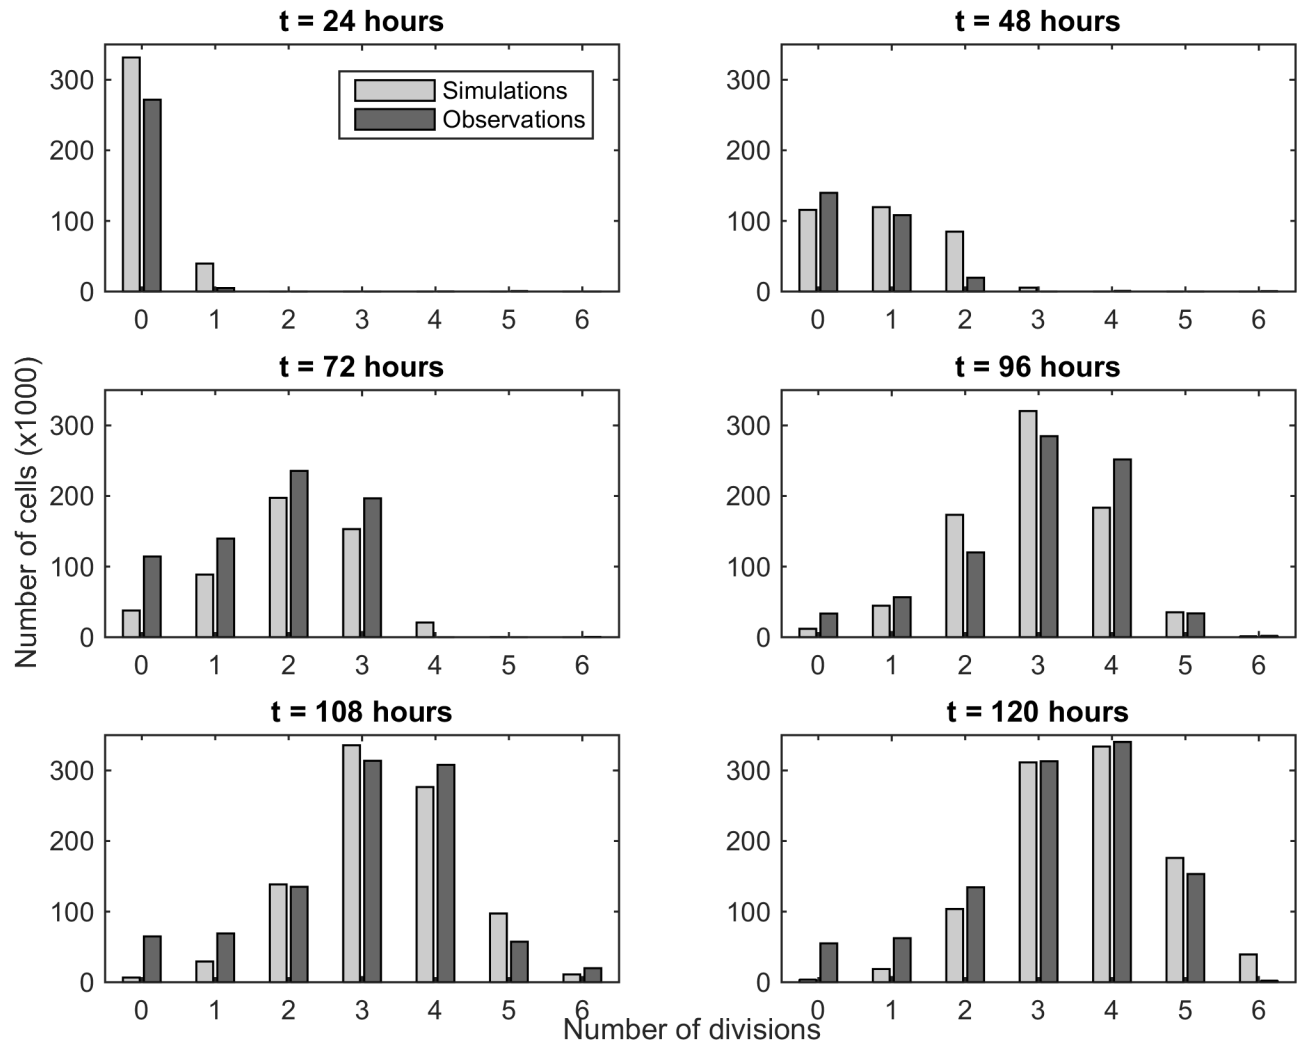 t = 24 hours
t = 48 hours
300
200
100
0
0 1 2 3 4 5 6
Simulations
Observations
300
200
100
0
0 1 2 3 4 5 6
t = 72 hours
t = 96 hours
Number of cells (x1000)
300
200
100
0
0 1 2 3 4 5 6
300
200
100
0
0 1 2 3 4 5 6
t = 108 hours
t = 120 hours
300
200
100
0
0 1 2 3 4 5 6
300
200
100
0
0 1 2 3 4 5 6
Number of divisions